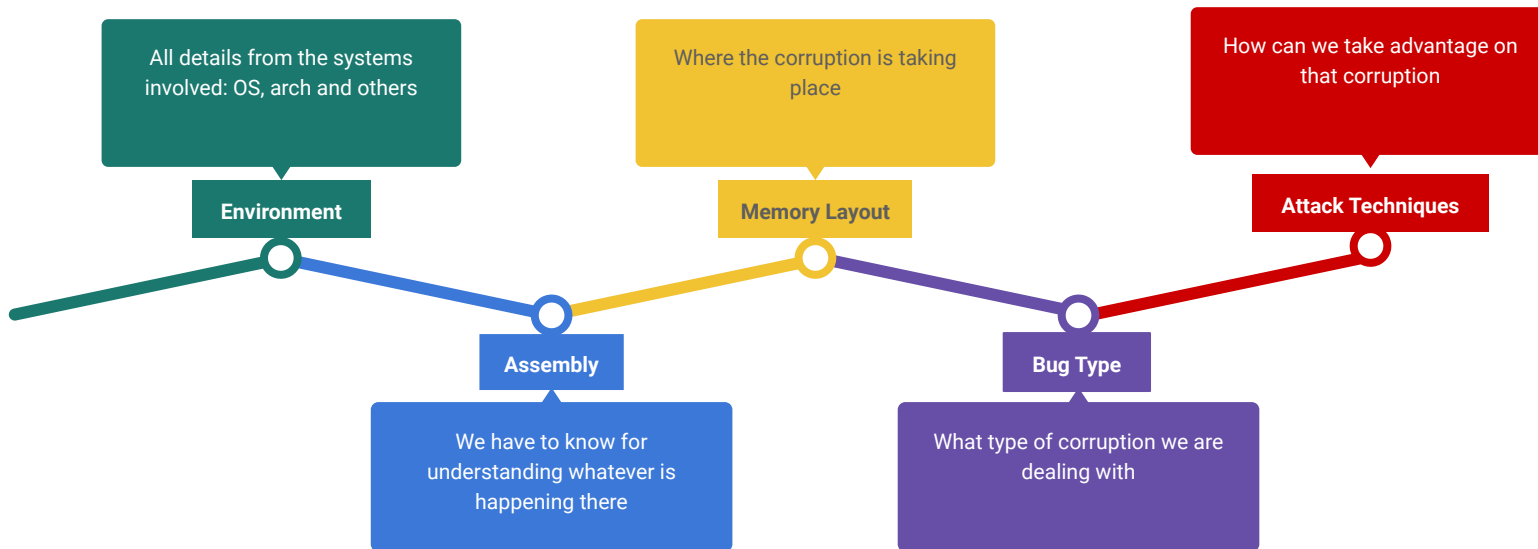 All details from the systems
involved: OS, arch and others
Environment
We have to know for
understanding whatever is
happening there
Assembly
Where the corruption is taking
place
Memory Layout
What type of corruption we are
dealing with
Bug Type
How can we take advantage on
that corruption
Attack Techniques